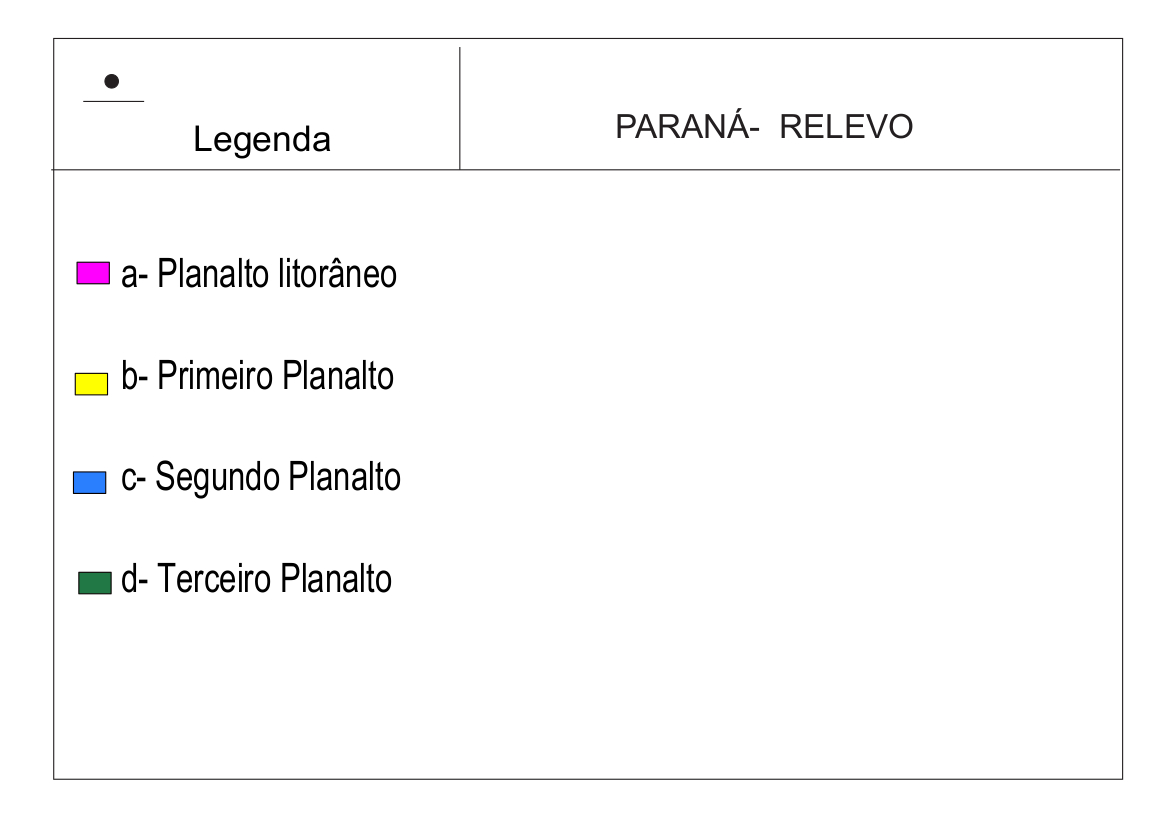 Legenda
PARANÁ- RELEVO
a- Planalto litorâneo
b- Primeiro Planalto
c- Segundo Planalto
d- Terceiro Planalto